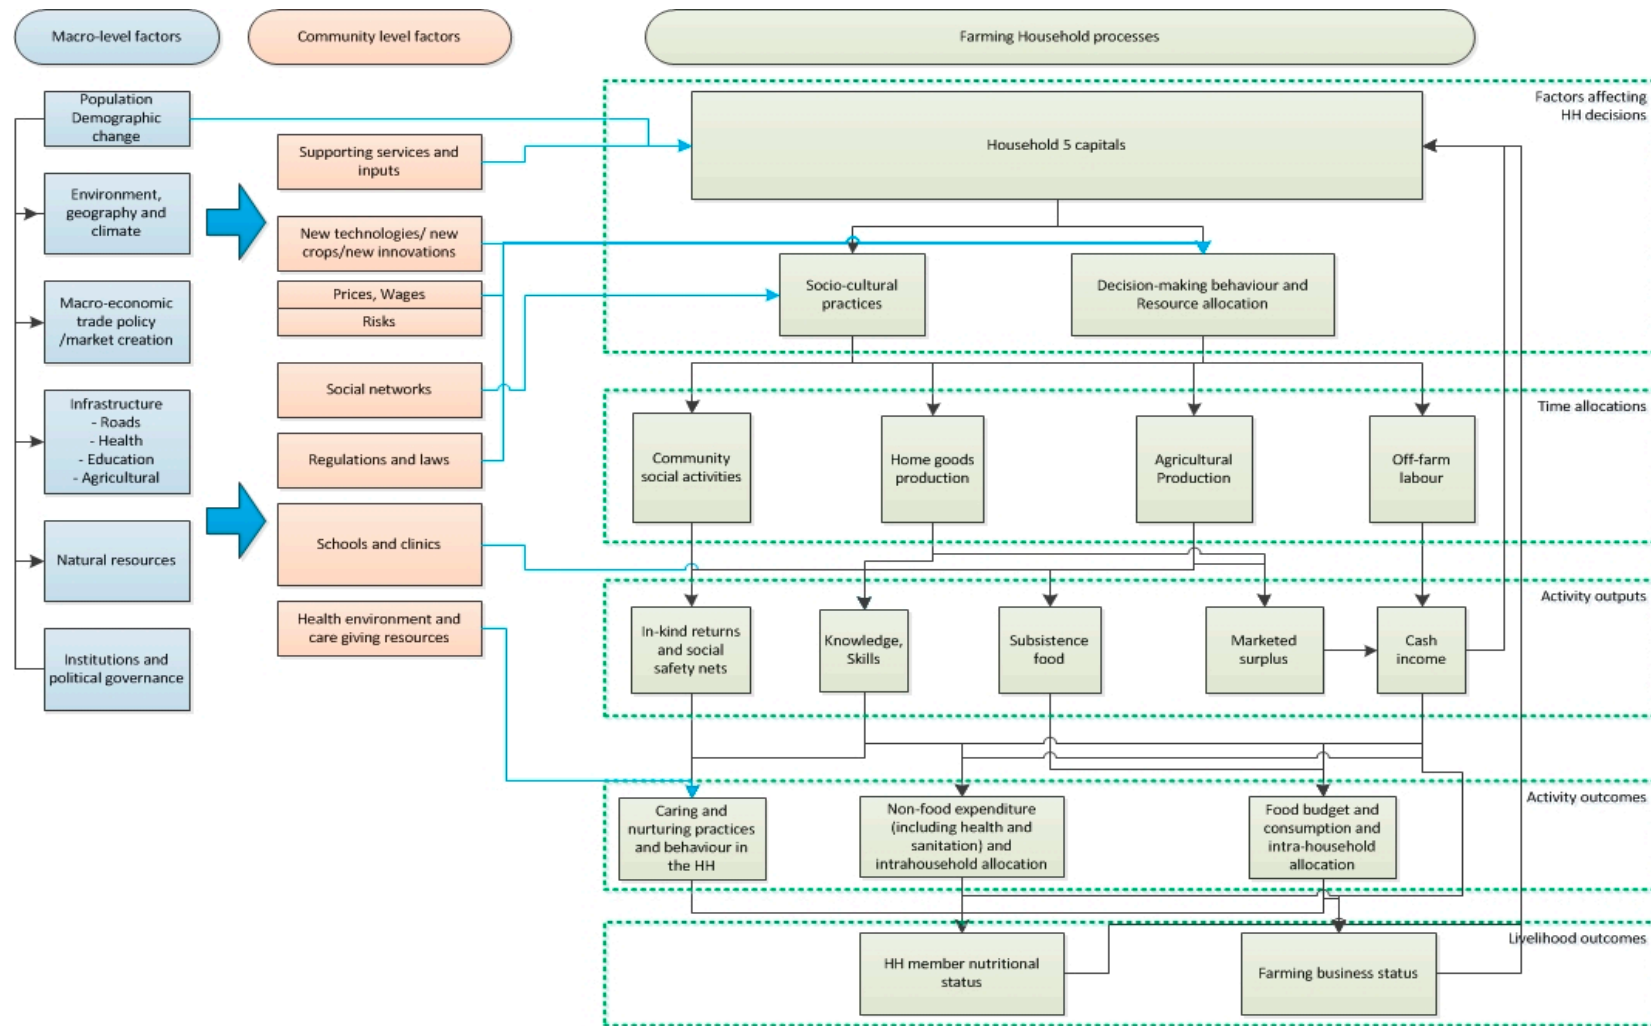 Macro-level factors
Community level factors
Farming Household processes
Population
Demographic
change
Environment,
geography and
climate
Macro-economic
trade policy
/market creation
Infrastructure
- Roads
- Health
- Education
- Agricultural
Natural resources
Institutions and
political governance
Supporting services and
inputs
New technologies/ new
crops/new innovations
Prices, Wages
Risks
Social networks
Regulations and laws
Schools and clinics
Health environment and
care giving resources
Factors affecting
HH decisions
Household 5 capitals
Socio-cultural
practices
Decision-making behaviour and
Resource allocation
Time allocations
Community
social activities
Home goods
production
Agricultural
Production
Off-farm
labour
Activity outputs
In-kind returns
and social
safety nets
Knowledge,
Skills
Subsistence
food
Marketed
surplus
Cash
income
Activity outcomes
Caring and
nurturing practices
and behaviour in
the HH
Non-food expenditure
(including health and
sanitation) and
intrahousehold allocation
Food budget and
consumption and
intra-household
allocation
Livelihood outcomes
HH member nutritional
status
Farming business status